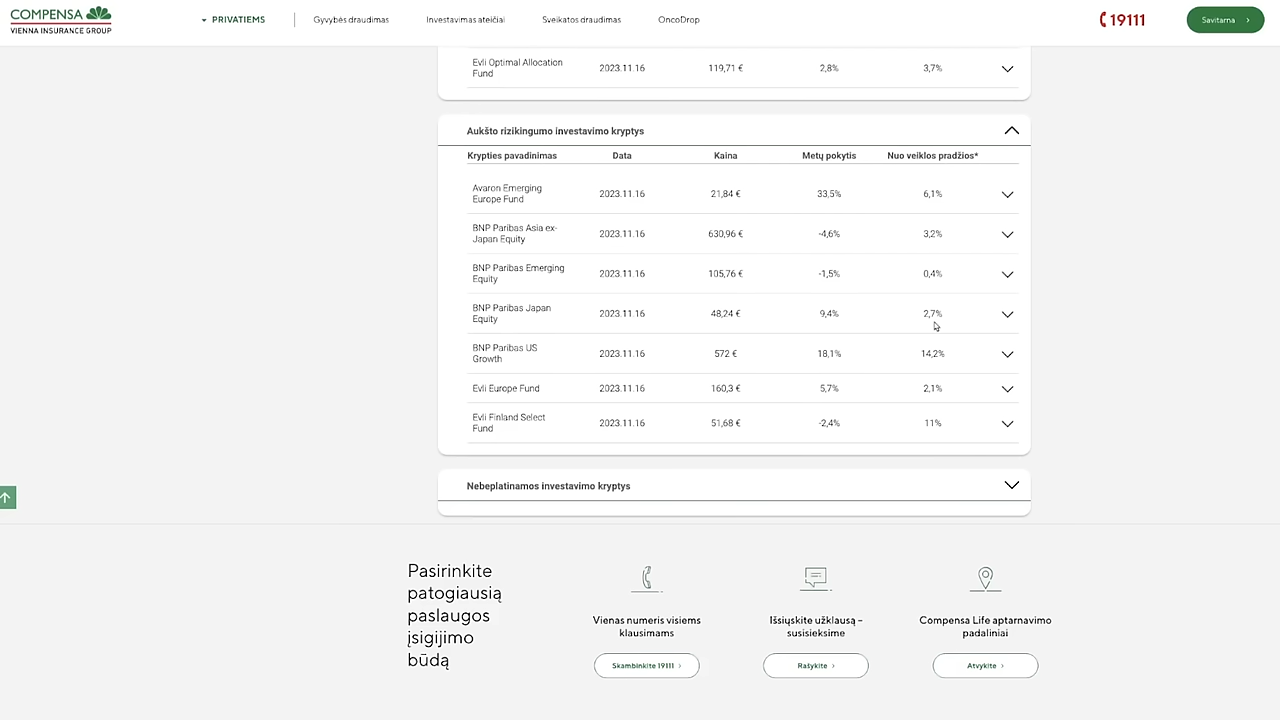 COMPENSA
VIENNA INSURANCE GROUP
PRIVATIEMS
Gyvybės draudimas
Investavimas ateičiai
Sveikatos draudimas
OncoDrop
19111
Savitarna
Evli Optimal Allocation
Fund
2023.11.16
119,71 €
2,8%
3,7%
Aukšto rizikingumo investavimo kryptys
Krypties pavadinimas
Data
Kaina
Metų pokytis
Nuo veiklos pradžios*
Avaron Emerging
Europe Fund
2023.11.16
21,84 €
33,5%
6,1%
BNP Paribas Asia ex-
Japan Equity
2023.11.16
630,96 €
-4,6%
3,2%
BNP Paribas Emerging
Equity
2023.11.16
105,76 €
-1,5%
0,4%
BNP Paribas Japan
Equity
2023.11.16
48,24 €
9,4%
2,7%
BNP Paribas US
Growth
2023.11.16
572 €
18,1%
14,2%
Evli Europe Fund
2023.11.16
160,3 €
5,7%
2,1%
Evli Finland Select
Fund
2023.11.16
51,68 €
-2,4%
11%
Nebeplatinamos investavimo kryptys
Pasirinkite
patogiausią
paslaugos
įsigijimo
būdą
Vienas numeris visiems
klausimams
Skambinkite 19111
Išsiųskite užklausą –
susisieksime
Rašykite
Compensa Life aptarnavimo
padaliniai
Atvykite